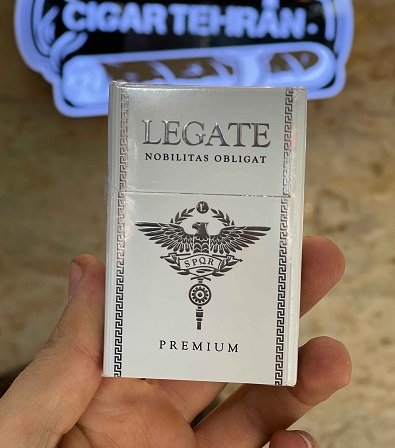 CIGARTEHRAN.
LEGATE
NOBILITAS OBLIGAT
L
SPQR
PREMIUM